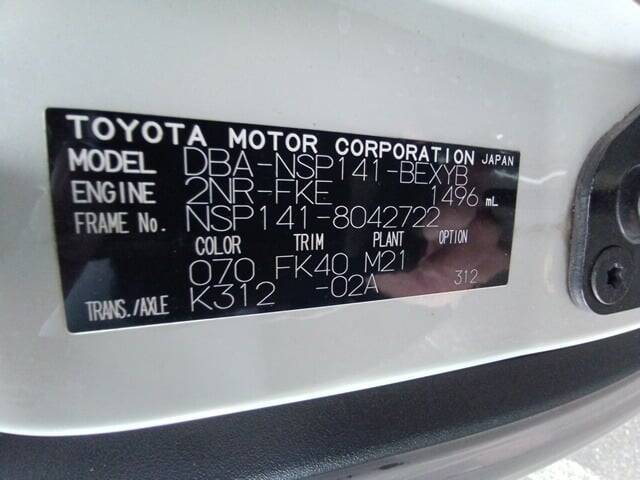 TOYOTA MOTOR CORPORATION JAPAN
MODEL DBA-NSP141-BEXYB
ENGINE 2NR-FKE 1496 mL
FRAME No. NSP141-8042722
COLOR TRIM PLANT OPTION
070 FK40 M21
TRANS./AXLE K312 -02A 312